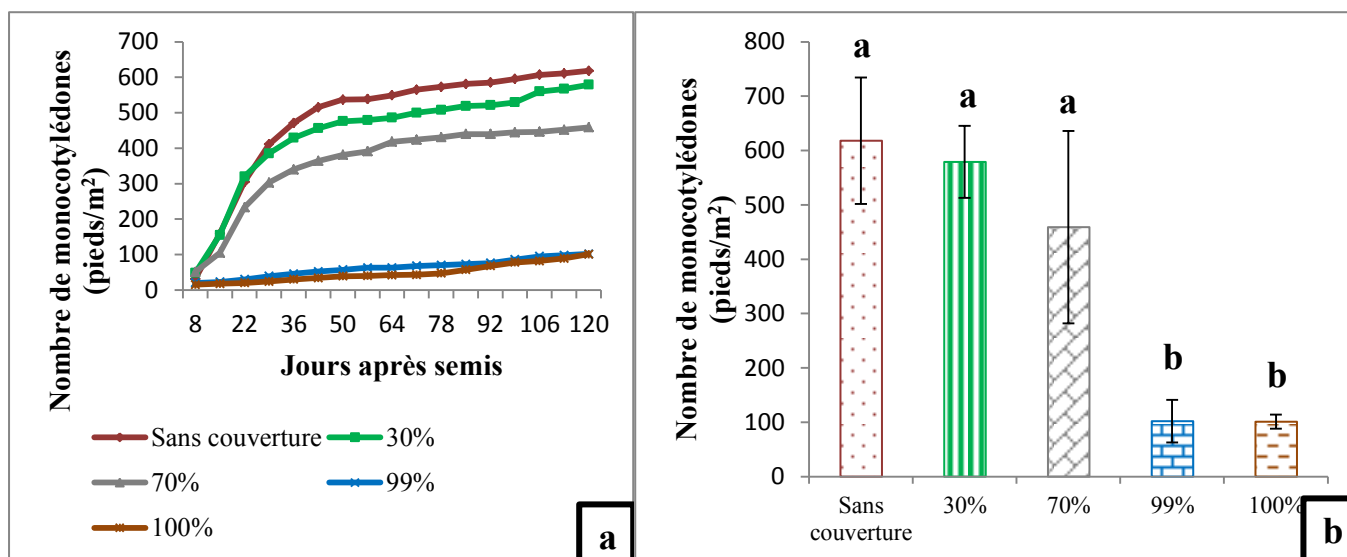 Nombre de monocotylédones
(pieds/m²)
700
600
500
400
300
200
100
0
8 22 36 50 64 78 92 106 120
Jours après semis
Sans couverture
30%
70%
99%
100%
a
Nombre de monocotylédones
(pieds/m²)
800
700
600
500
400
300
200
100
0
a
a
a
b
b
Sans
couverture
30%
70%
99%
100%
b